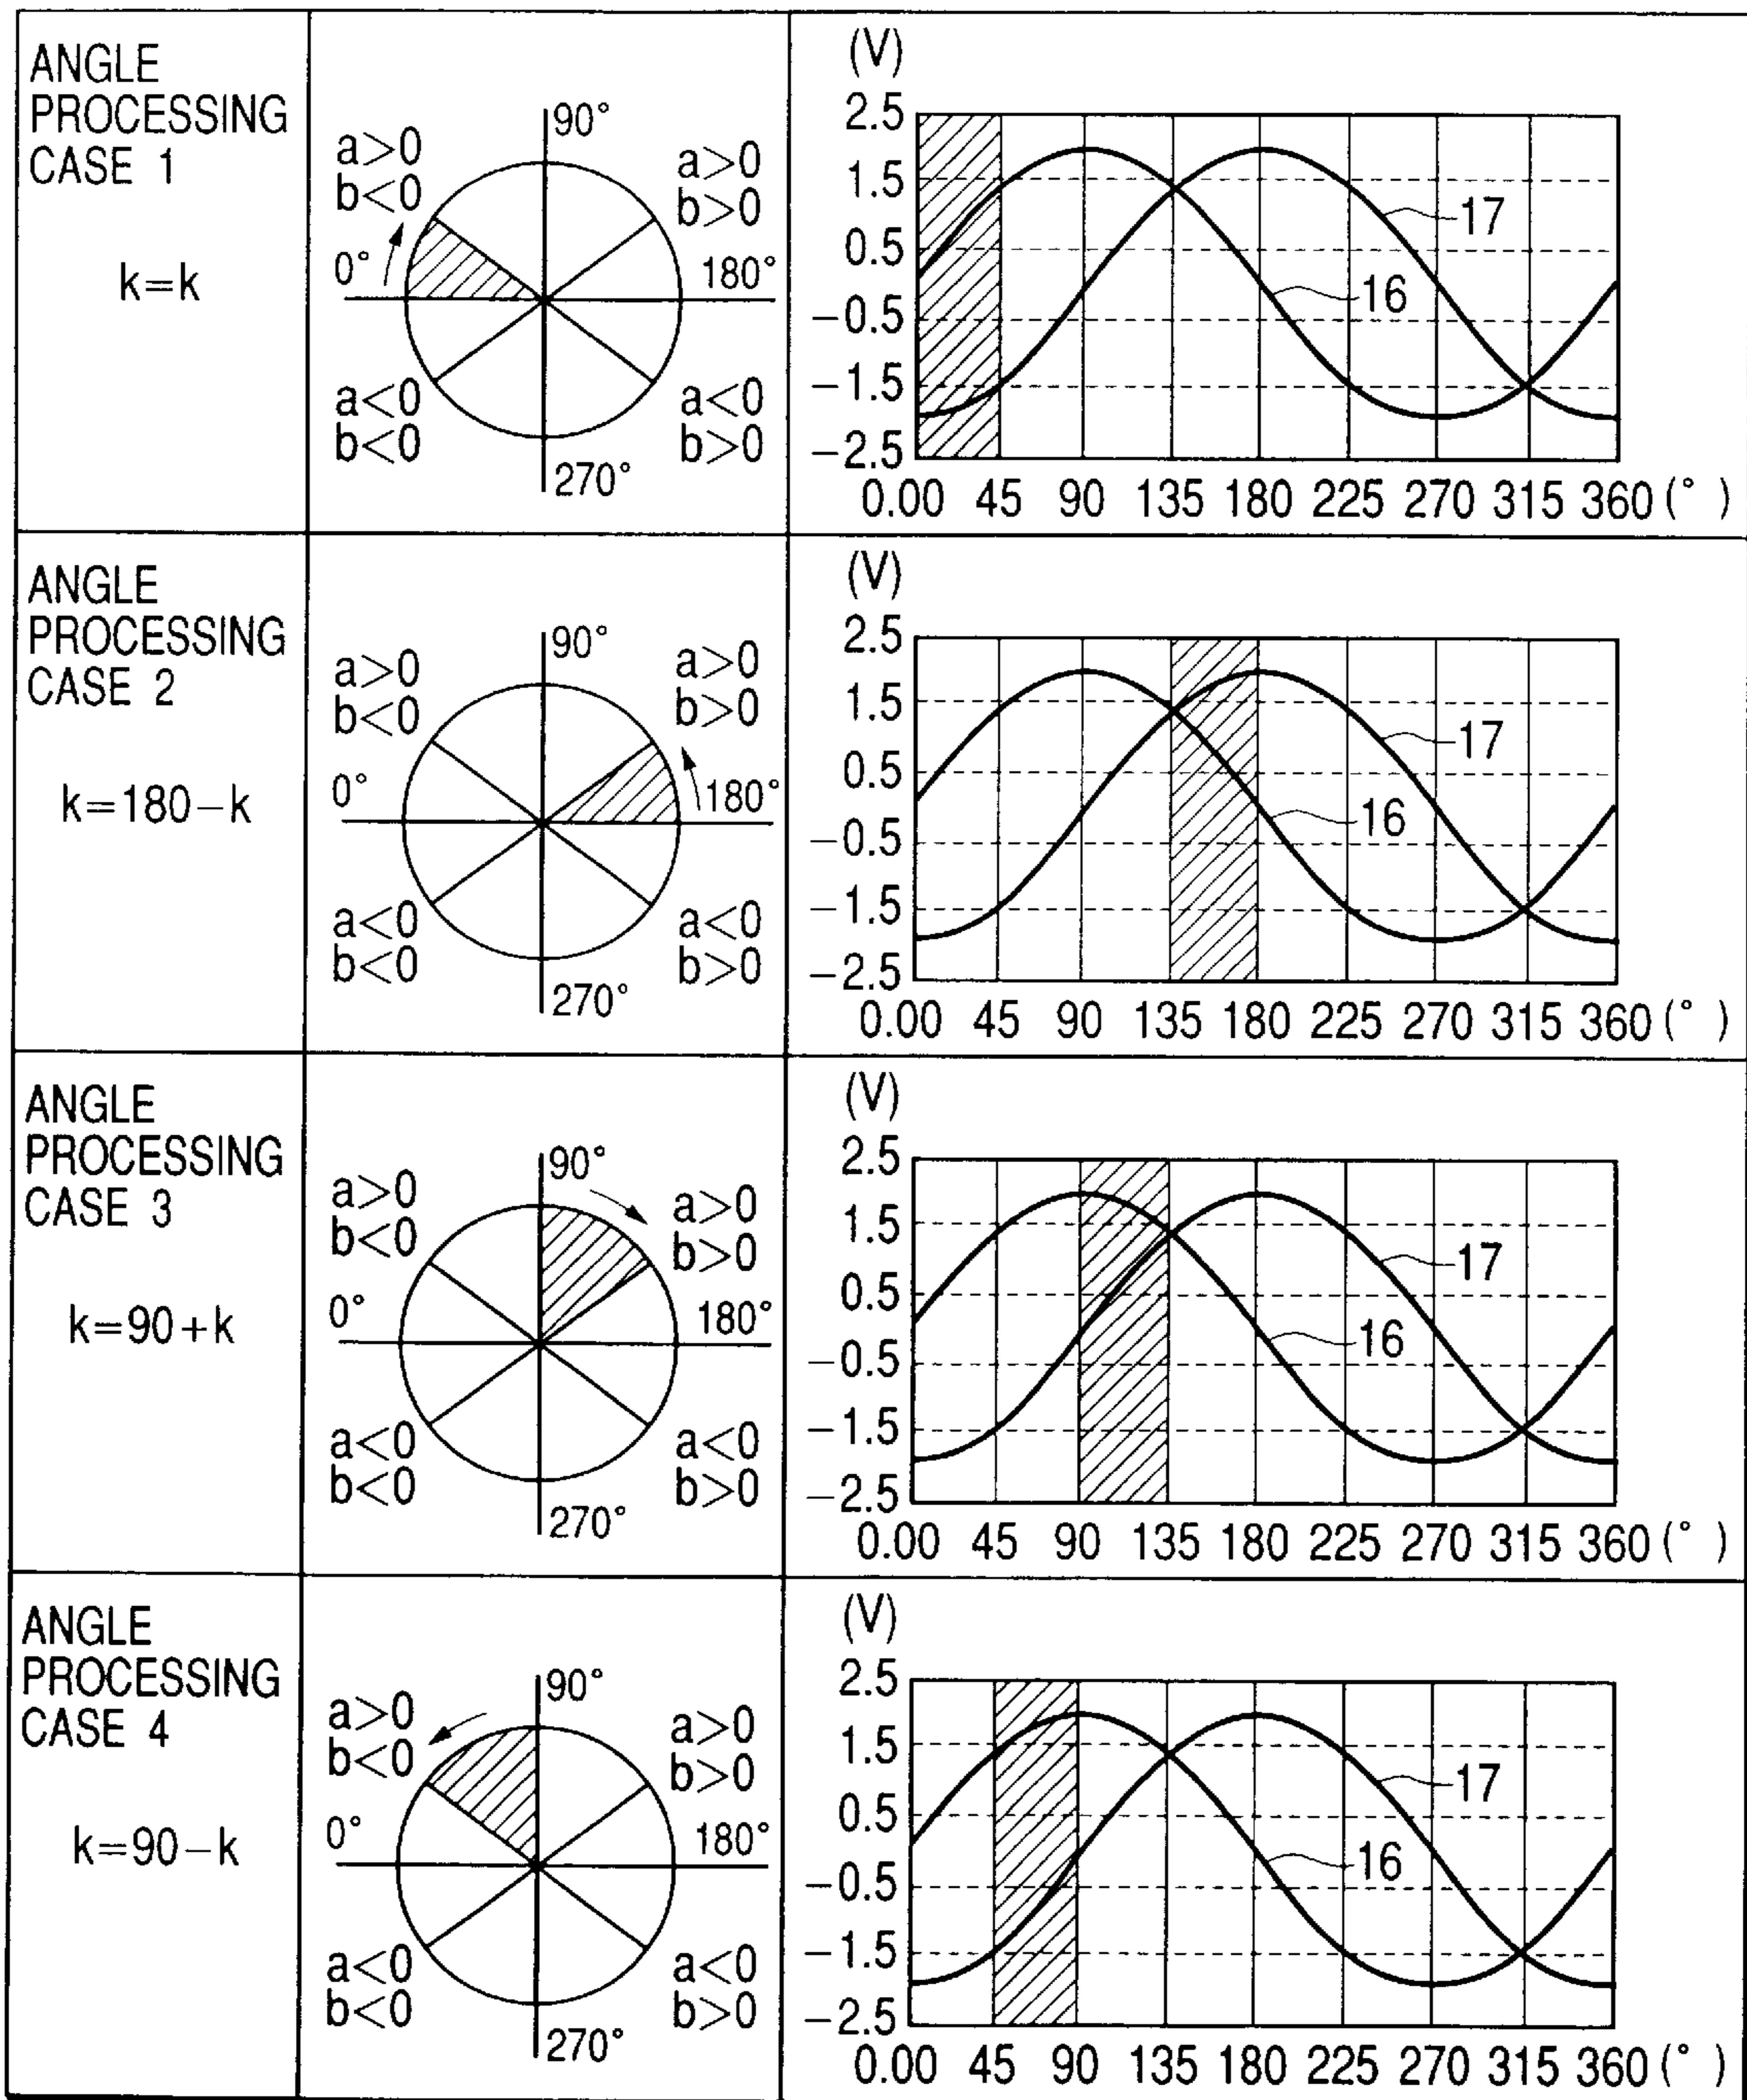 ANGLE
PROCESSING
CASE 1
k=k
90°
a>0
b<0
a>0
b>0
0°
180°
a<0
b<0
a<0
b>0
270°
(V)
2.5
1.5
0.5
−0.5
−1.5
−2.5
17
16
0.00 45 90 135 180 225 270 315 360 (°)
ANGLE
PROCESSING
CASE 2
k=180−k
90°
a>0
b<0
a>0
b>0
0°
180°
a<0
b<0
a<0
b>0
270°
(V)
2.5
1.5
0.5
−0.5
−1.5
−2.5
17
16
0.00 45 90 135 180 225 270 315 360 (°)
ANGLE
PROCESSING
CASE 3
k=90+k
90°
a>0
b<0
a>0
b>0
0°
180°
a<0
b<0
a<0
b>0
270°
(V)
2.5
1.5
0.5
−0.5
−1.5
−2.5
17
16
0.00 45 90 135 180 225 270 315 360 (°)
ANGLE
PROCESSING
CASE 4
k=90−k
90°
a>0
b<0
a>0
b>0
0°
180°
a<0
b<0
a<0
b>0
270°
(V)
2.5
1.5
0.5
−0.5
−1.5
−2.5
17
16
0.00 45 90 135 180 225 270 315 360 (°)